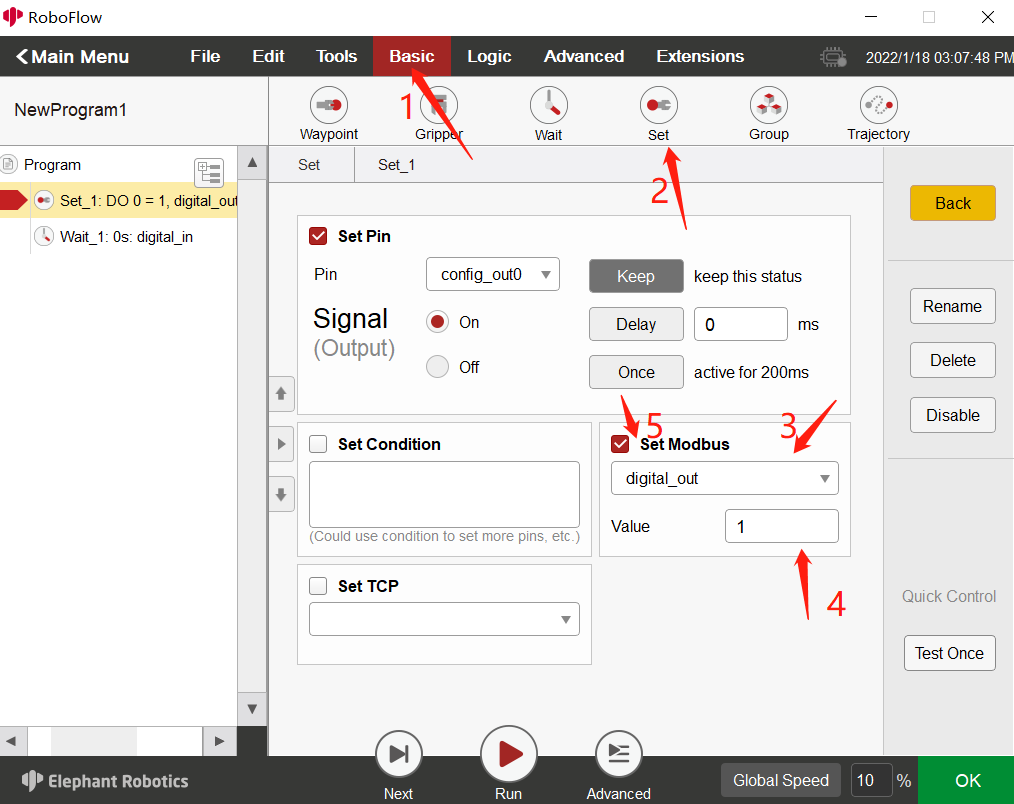 RoboFlow
Main Menu File Edit Tools Basic Logic Advanced Extensions 2022/1/18 03:07:48 PM
NewProgram1
1
Waypoint Gripper Wait Set Group Trajectory
Program
Set Set_1
2
Set_1: DO 0 = 1, digital_out
Wait_1: 0s: digital_in
Back
Set Pin
Pin config_out0 Keep keep this status
Signal On Delay 0 ms
(Output) Off Once active for 200ms
Rename
Delete
Disable
5 3
Set Condition Set Modbus
digital_out
Value 1
(Could use condition to set more pins, etc.)
4
Set TCP
Quick Control
Test Once
Next Run Advanced
Elephant Robotics Global Speed 10 % OK